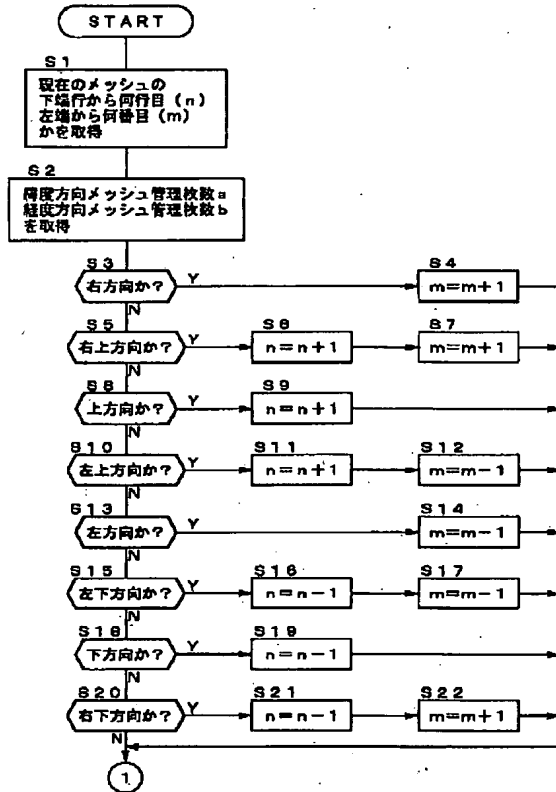 START
S1
現在のメッシュの
下端行から何行目(n)
左端から何番目(m)
かを取得
S2
緯度方向メッシュ管理枚数a
経度方向メッシュ管理枚数b
を取得
S3
右方向か?
Y
S4
m=m+1
N
S5
右上方向か?
Y
S6
n=n+1
S7
m=m+1
N
S8
上方向か?
Y
S9
n=n+1
N
S10
左上方向か?
Y
S11
n=n+1
S12
m=m-1
N
S13
左方向か?
Y
S14
m=m-1
N
S15
左下方向か?
Y
S16
n=n-1
S17
m=m-1
N
S18
下方向か?
Y
S19
n=n-1
N
S20
右下方向か?
Y
S21
n=n-1
S22
m=m+1
N
1